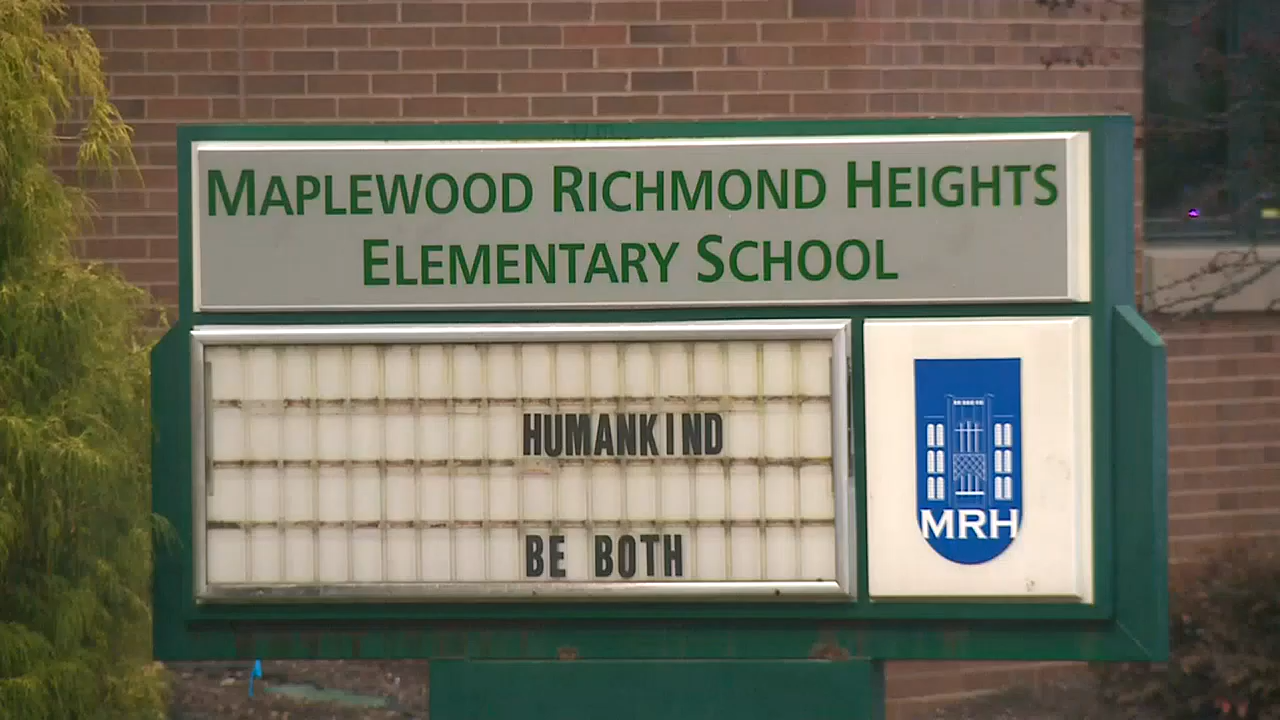 MAPLEWOOD RICHMOND HEIGHTS
ELEMENTARY SCHOOL
HUMANKIND
BE BOTH
MRH